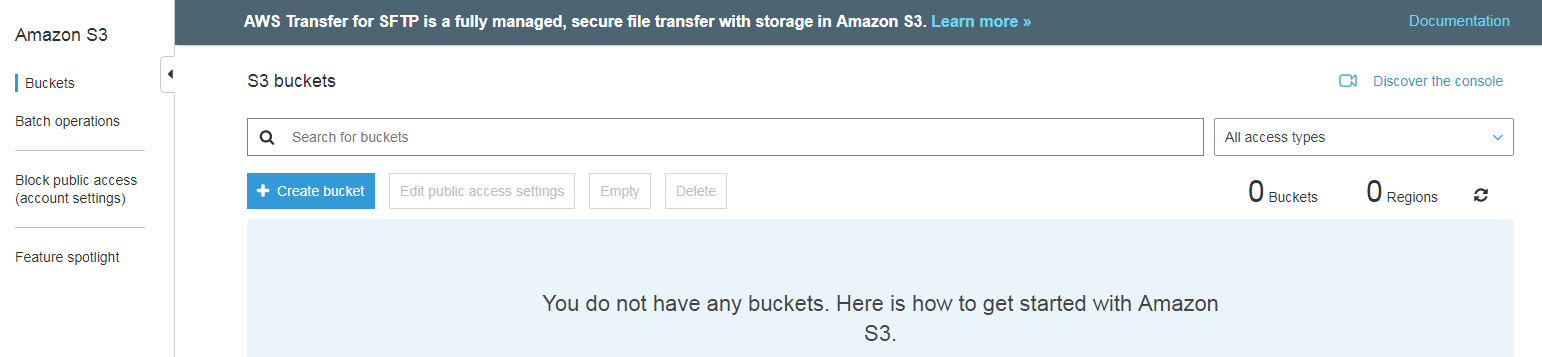 Amazon S3
Buckets
Batch operations
Block public access
(account settings)
Feature spotlight
AWS Transfer for SFTP is a fully managed, secure file transfer with storage in Amazon S3. Learn more »
Documentation
S3 buckets
Discover the console
Search for buckets
All access types
Create bucket
Edit public access settings
Empty
Delete
0 Buckets
0 Regions
You do not have any buckets. Here is how to get started with Amazon
S3.